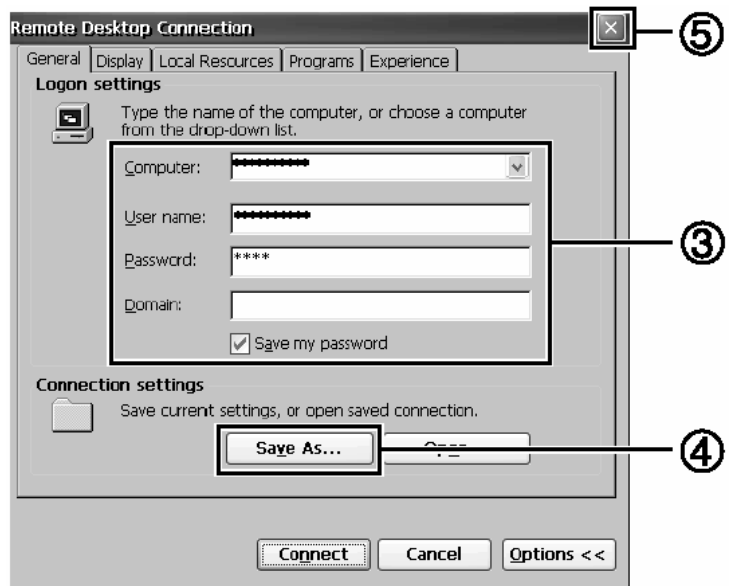 Remote Desktop Connection
⑤
General Display Local Resources Programs Experience
Logon settings
Type the name of the computer, or choose a computer
from the drop-down list.
Computer:
User name:
③
Password: ****
Domain:
Save my password
Connection settings
Save current settings, or open saved connection.
Save As...
④
Connect Cancel Options <<